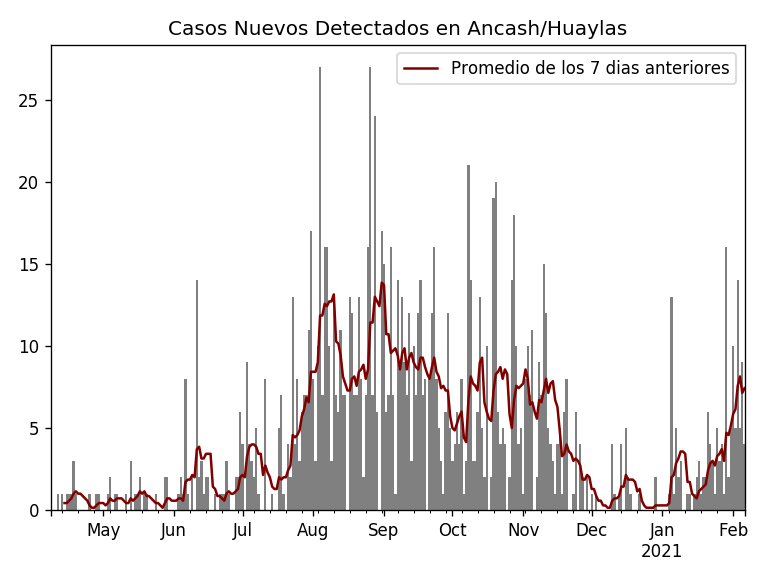 Casos Nuevos Detectados en Ancash/Huaylas
Promedio de los 7 dias anteriores
25
20
15
10
5
0
May Jun Jul Aug Sep Oct Nov Dec Jan Feb
2021